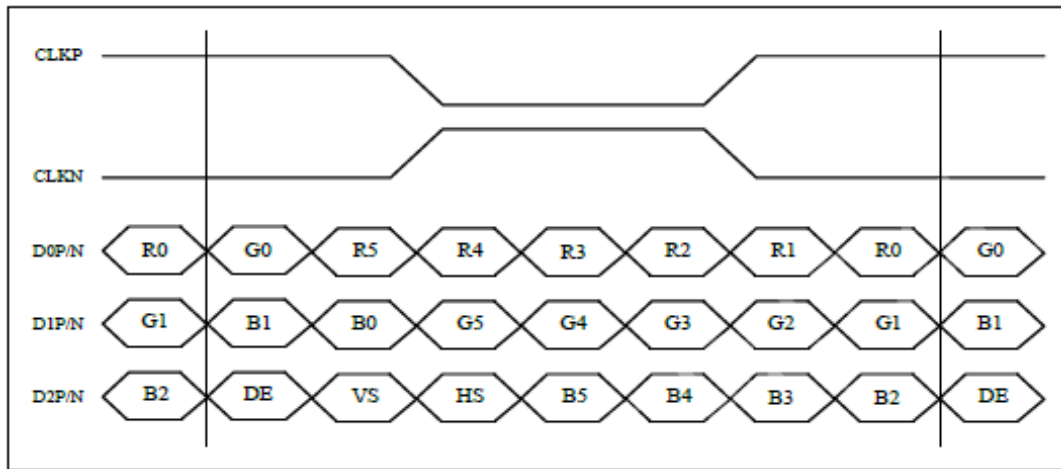 CLKP
CLKN
D0P/N R0 G0 R5 R4 R3 R2 R1 R0 G0
D1P/N G1 B1 B0 G5 G4 G3 G2 G1 B1
D2P/N B2 DE VS HS B5 B4 B3 B2 DE